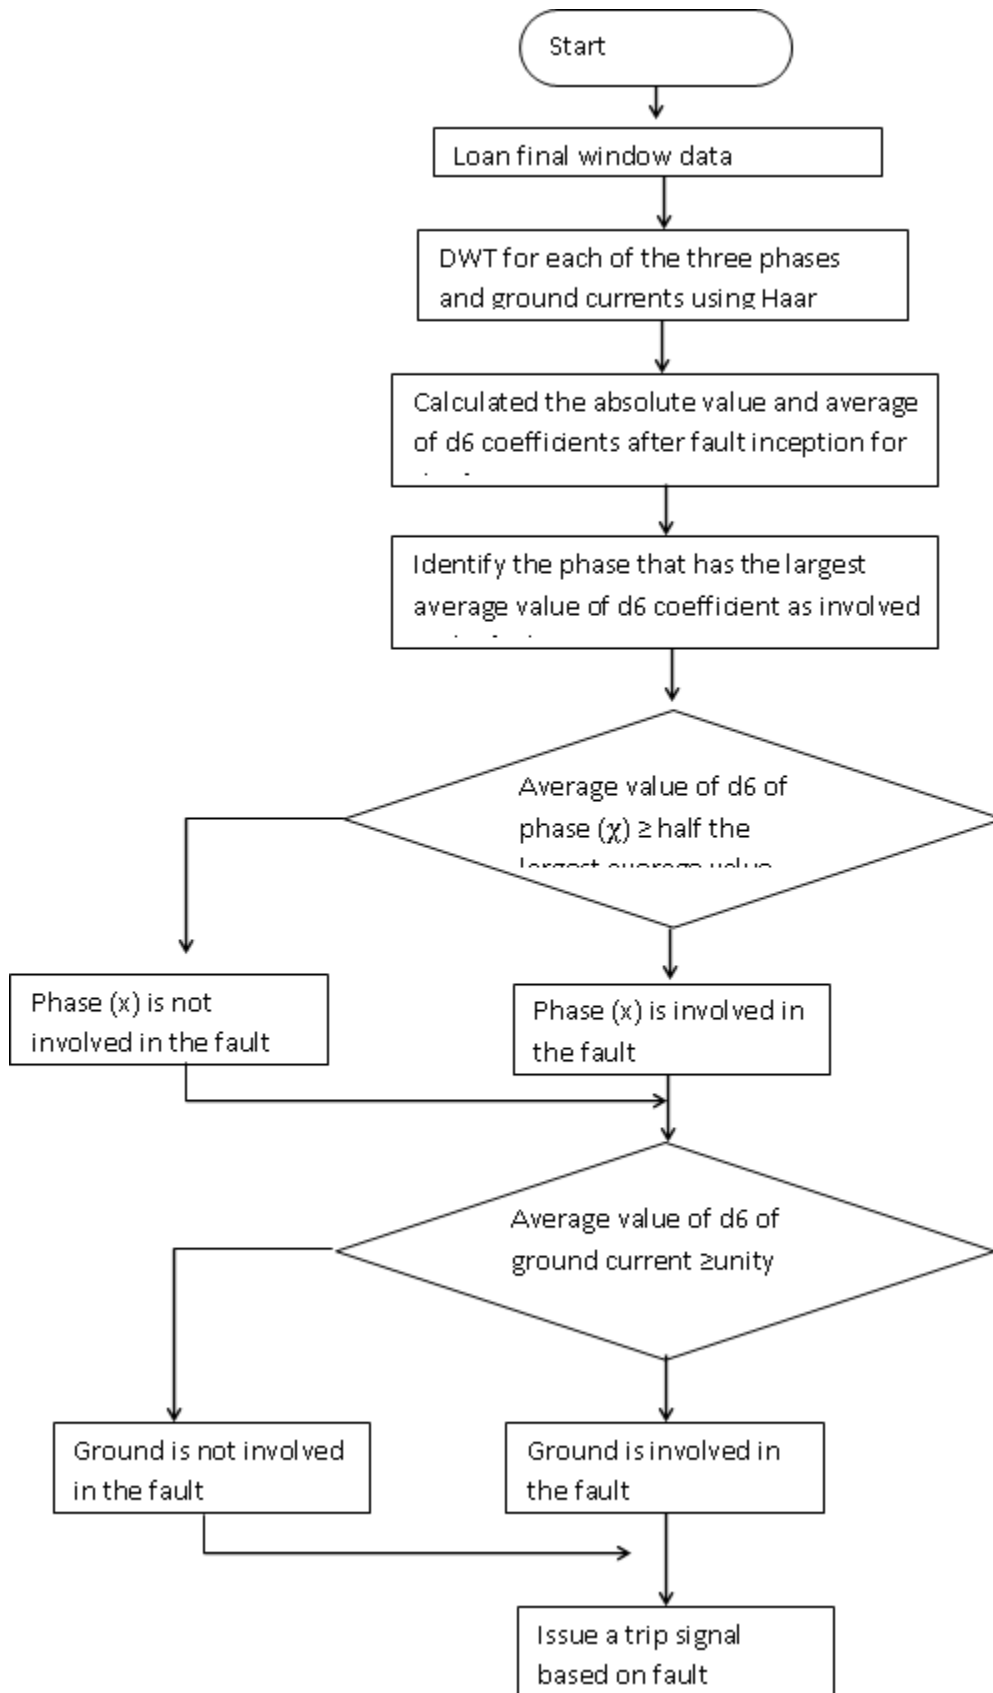 Start
Loan final window data
DWT for each of the three phases
and ground currents using Haar
Calculated the absolute value and average
of d6 coefficients after fault inception for
Identify the phase that has the largest
average value of d6 coefficient as involved
Average value of d6 of
phase (χ) ≥ half the
largest average value
Phase (x) is not
involved in the fault
Phase (x) is involved in
the fault
Average value of d6 of
ground current ≥unity
Ground is not involved
in the fault
Ground is involved in
the fault
Issue a trip signal
based on fault